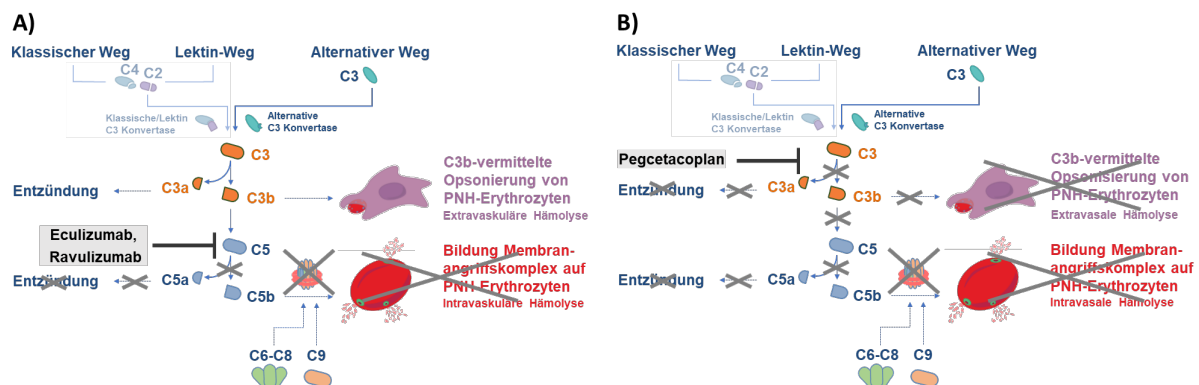 A)
Klassischer Weg
Lektin-Weg
Alternativer Weg
C4
C2
C3
Klassische/Lektin
C3 Konvertase
Alternative
C3 Konvertase
C3
C3a
C3b
Entzündung
C3b-vermittelte
Opsonierung von
PNH-Erythrozyten
Extravaskuläre Hämolyse
Eculizumab,
Ravulizumab
C5
C5a
C5b
Entzündung
Bildung Membran-
angriffskomplex auf
PNH-Erythrozyten
Intravaskuläre Hämolyse
C6-C8
C9
B)
Klassischer Weg
Lektin-Weg
Alternativer Weg
C4
C2
C3
Klassische/Lektin
C3 Konvertase
Alternative
C3 Konvertase
Pegcetacoplan
C3
C3a
C3b
Entzündung
C3b-vermittelte
Opsonisierung von
PNH-Erythrozyten
Extravasale Hämolyse
C5
C5a
C5b
Entzündung
Bildung Membran-
angriffskomplex auf
PNH-Erythrozyten
Intravasale Hämolyse
C6-C8
C9